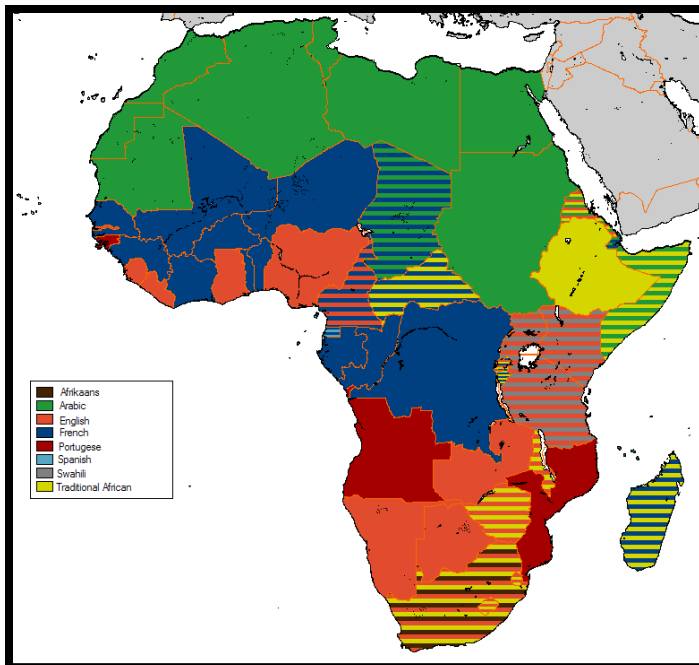 Afrikaans
Arabic
English
French
Portugese
Spanish
Swahili
Traditional African